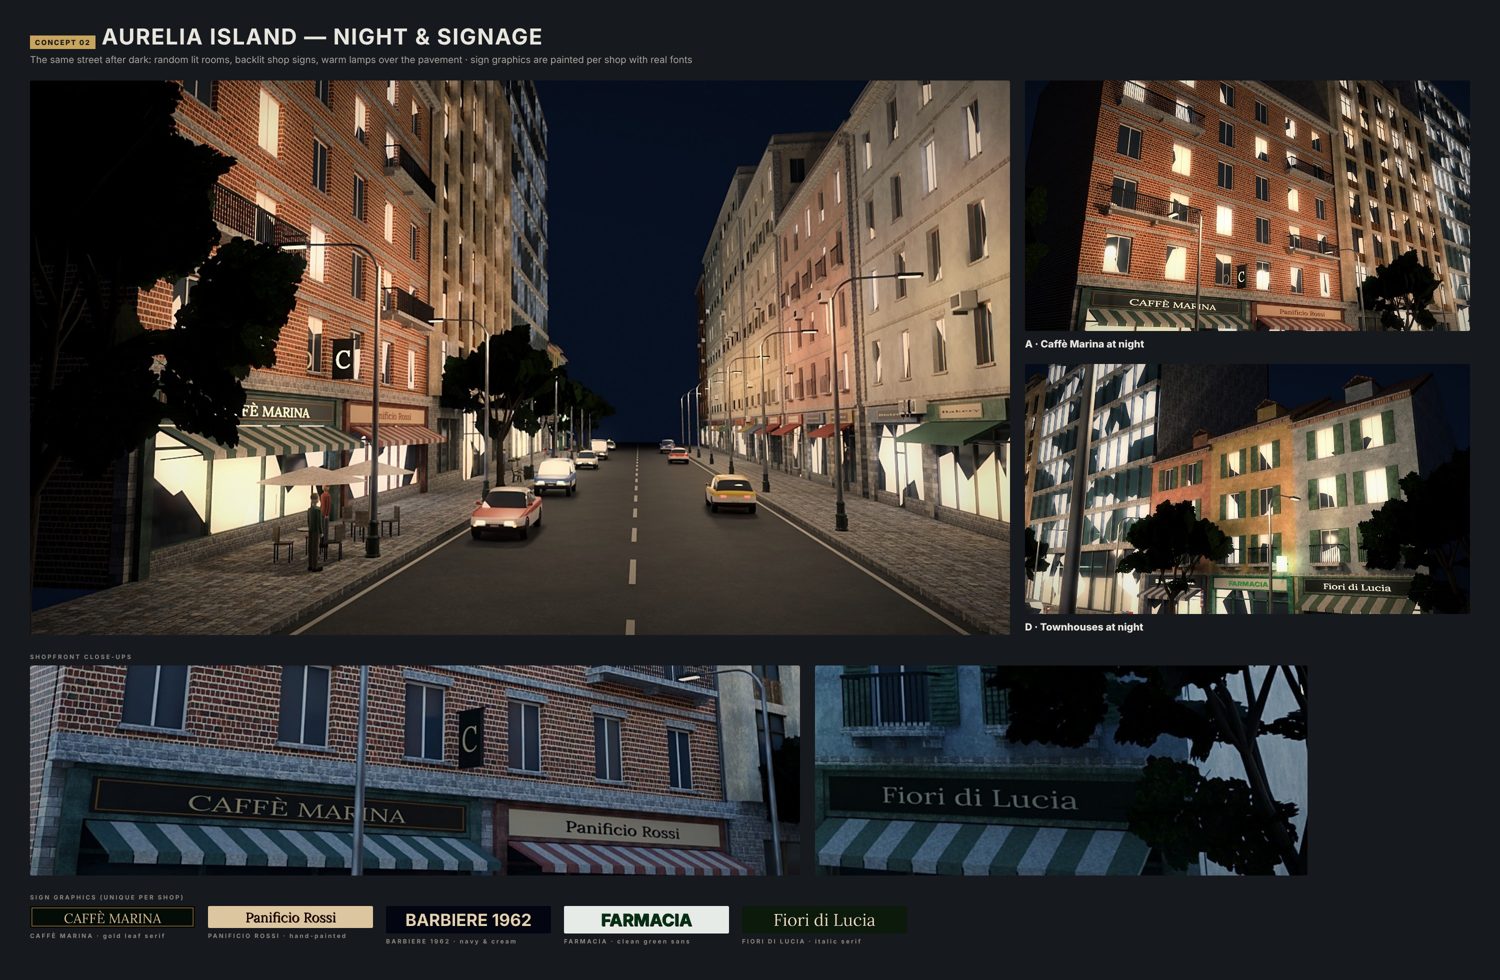 CONCEPT 02
AURELIA ISLAND — NIGHT & SIGNAGE
The same street after dark: random lit rooms, backlit shop signs, warm lamps over the pavement · sign graphics are painted per shop with real fonts
C
FÈ MARINA
nificio Rossi
Bakery
C
CAFFÈ MARINA
Panificio Rossi
A · Caffè Marina at night
FARMACIA
Fiori di Lucia
D · Townhouses at night
SHOPFRONT CLOSE-UPS
C
CAFFÈ MARINA
Panificio Rossi
Fiori di Lucia
SIGN GRAPHICS (UNIQUE PER SHOP)
CAFFÈ MARINA
Panificio Rossi
BARBIERE 1962
FARMACIA
Fiori di Lucia
CAFFÈ MARINA · gold leaf serif
PANIFICIO ROSSI · hand-painted
BARBIERE 1962 · navy & cream
FARMACIA · clean green sans
FIORI DI LUCIA · italic serif